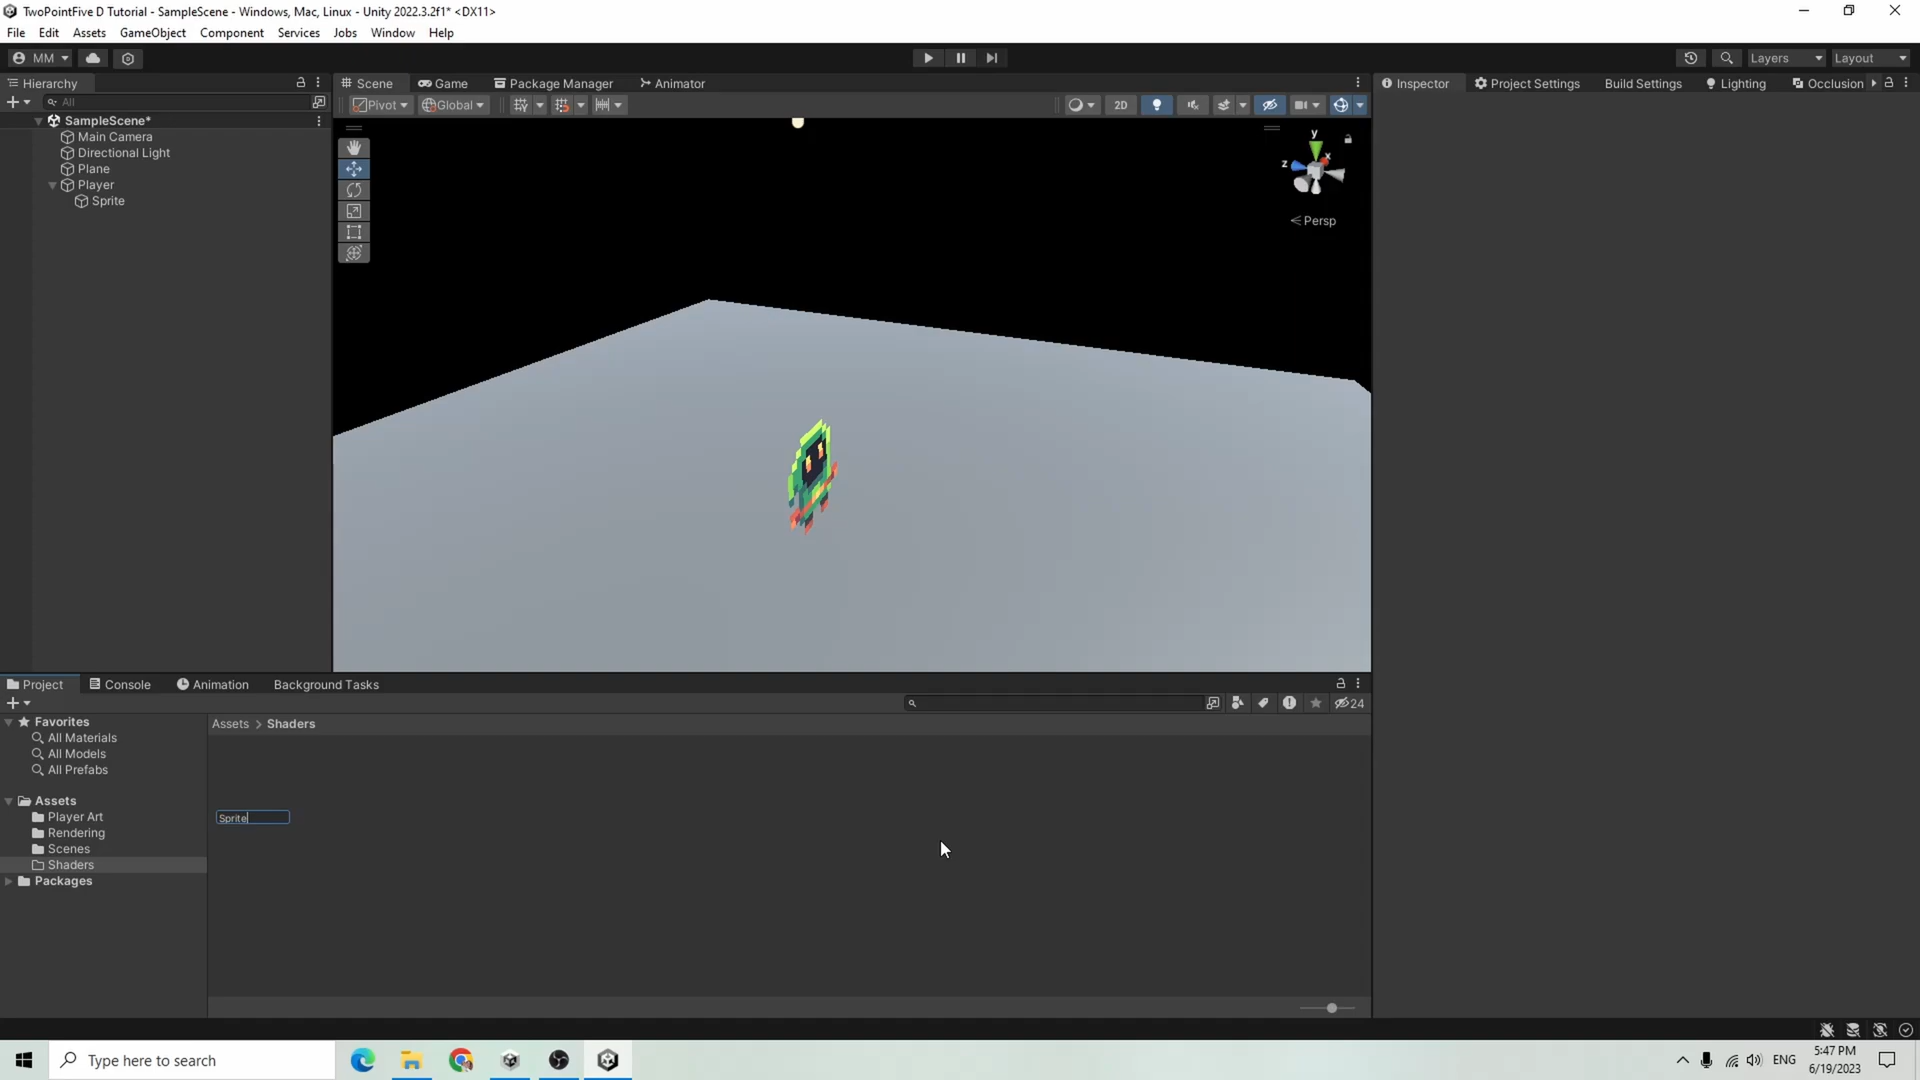 TwoPointFive D Tutorial - SampleScene - Windows, Mac, Linux - Unity 2022.3.2f1* <DX11>
File Edit Assets GameObject Component Services Jobs Window Help
MM Layers Layout
Hierarchy Scene Game Package Manager Animator Inspector Project Settings Build Settings Lighting Occlusion
All Pivot Global 2D
SampleScene*
Main Camera
Directional Light
Plane
Player
Sprite
y
x
z
< Persp
Project Console Animation Background Tasks
24
Favorites
All Materials
All Models
All Prefabs
Assets
Player Art
Rendering
Scenes
Shaders
Packages
Assets > Shaders
Sprite
Type here to search
ENG
5:47 PM
6/19/2023